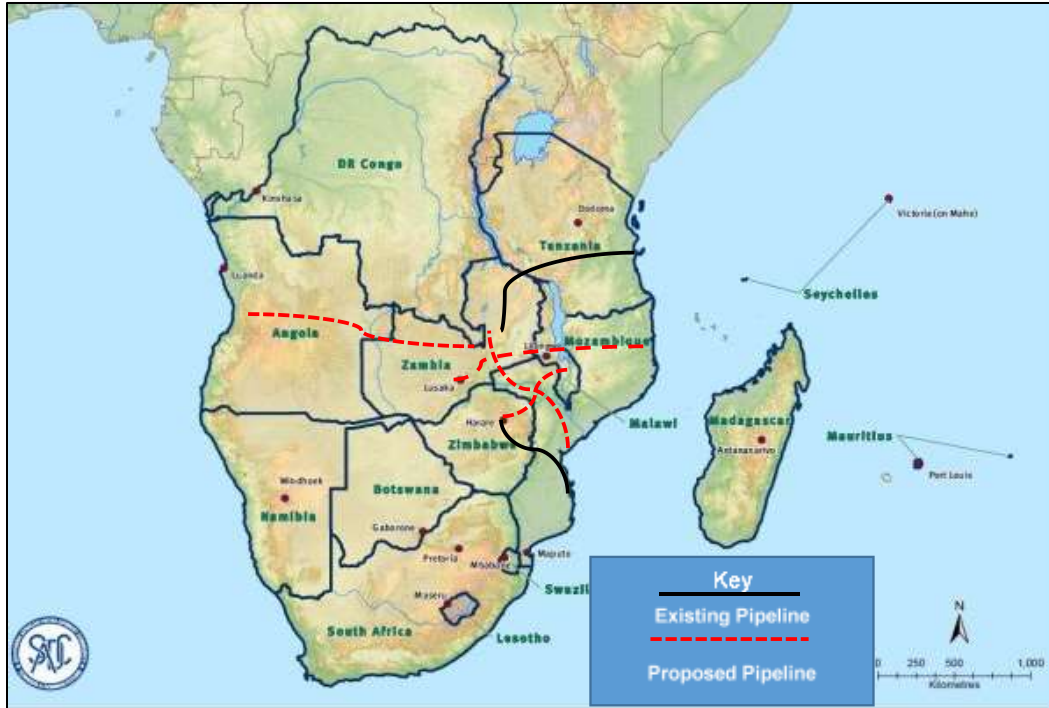 DR Congo
Kinshasa
Dodoma
Tanzania
Victoria (on Mahe)
Luanda
Seychelles
Angola
Mozambique
Zambia
Lusaka
Malawi
Harare
Madagascar
Zimbabwe
Mauritius
Antananarivo
Port Louis
Windhoek
Botswana
Namibia
Gaborone
Pretoria
Maputo
Mbabane
Key
Swazil
Maseru
Existing Pipeline
South Africa
Lesotho
N
SADC
Proposed Pipeline
0 250 500 1,000
Kilometres